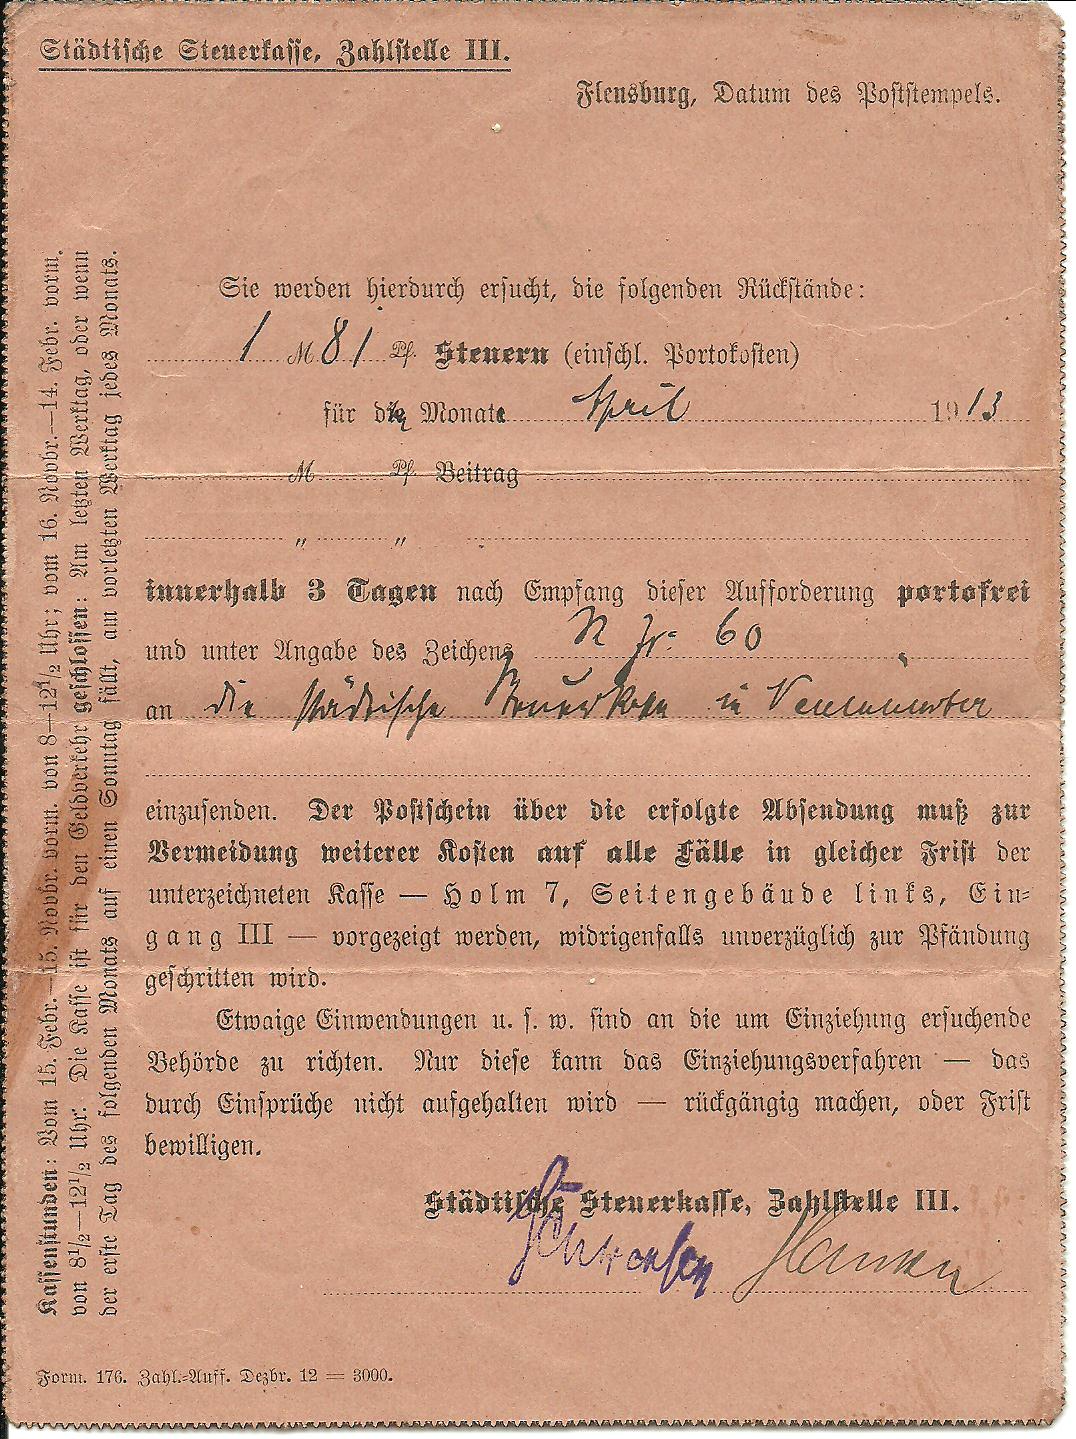 Städtische Steuerkasse, Zahlstelle III.
Flensburg, Datum des Poststempels.
Sie werden hierdurch ersucht, die folgenden Rückstände:
1 M 81 Pf. Steuern (einschl. Portokosten)
für den Monat April 1913
M Pf. Beitrag
„ „
innerhalb 3 Tagen nach Empfang dieser Aufforderung portofrei
und unter Angabe des Zeichens N Fr. 60
an die städtische Steuerkasse in Neumünster
einzusenden. Der Postschein über die erfolgte Absendung muß zur
Vermeidung weiterer Kosten auf alle Fälle in gleicher Frist der
unterzeichneten Kasse — Holm 7, Seitengebäude links, Ein-
gang III — vorgezeigt werden, widrigenfalls unverzüglich zur Pfändung
geschritten wird.
Etwaige Einwendungen u. s. w. sind an die um Einziehung ersuchende
Behörde zu richten. Nur diese kann das Einziehungsverfahren — das
durch Einsprüche nicht aufgehalten wird — rückgängig machen, oder Frist
bewilligen.
Städtische Steuerkasse, Zahlstelle III.
Kassenstunden: Vom 15. Febr.—15. Novbr. vorm. von 8—12½ Uhr; vom 16. Novbr.—14. Febr. vorm.
von 8½—12½ Uhr. Die Kasse ist für den Geldverkehr geschlossen: Am letzten Werktag, oder wenn
der erste Tag des folgenden Monats auf einen Sonntag fällt, am vorletzten Werktag jedes Monats.
Form. 176. Zahl.-Auff. Dezbr. 12 = 3000.